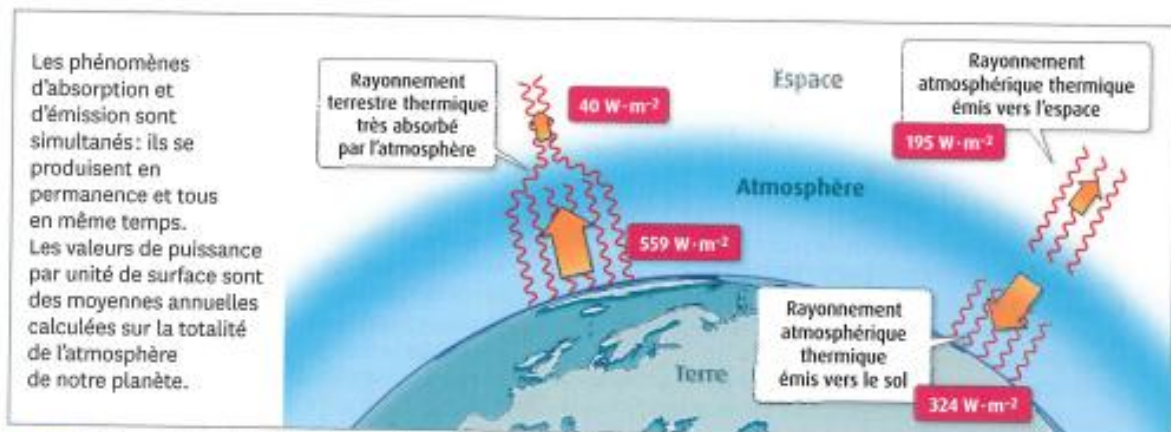 Les phénomènes
d'absorption et
d'émission sont
simultanés : ils se
produisent en
permanence et tous
en même temps.
Les valeurs de puissance
par unité de surface sont
des moyennes annuelles
calculées sur la totalité
de l'atmosphère
de notre planète.
Rayonnement
terrestre thermique
très absorbé
par l'atmosphère
40 W·m⁻²
Espace
Rayonnement
atmosphérique thermique
émis vers l'espace
195 W·m⁻²
Atmosphère
559 W·m⁻²
Rayonnement
atmosphérique
thermique
émis vers le sol
Terre
324 W·m⁻²